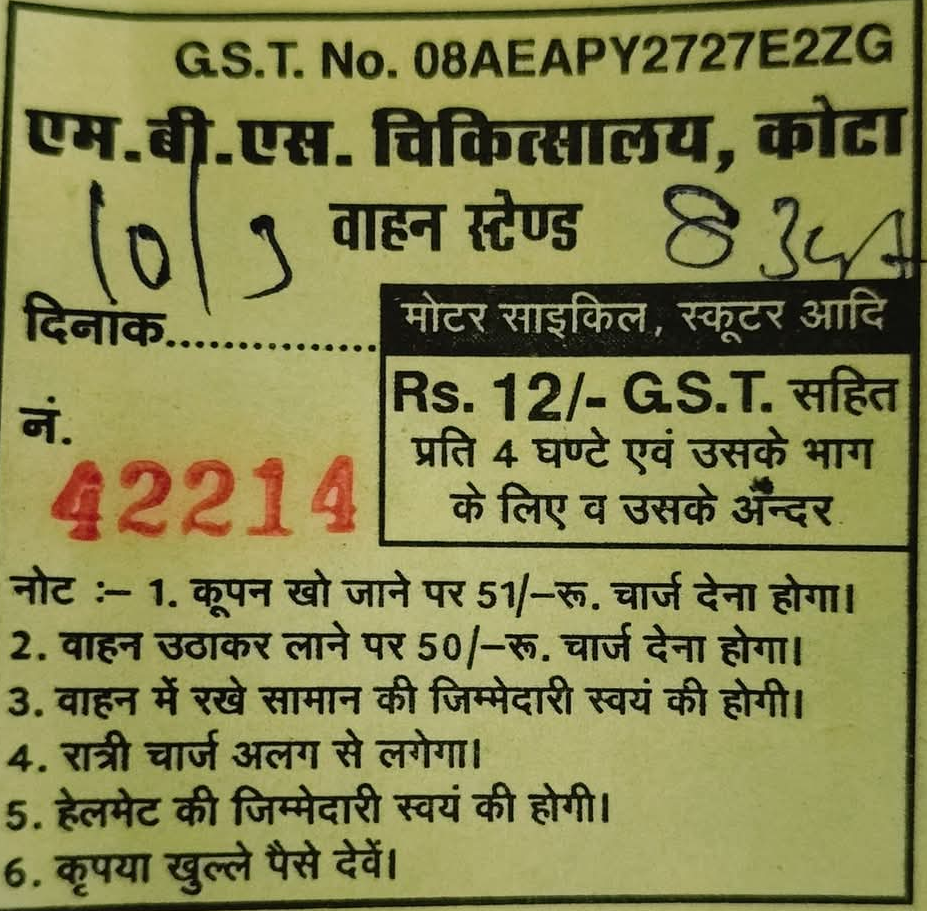 G.S.T. No. 08AEAPY2727E2ZG
एम.बी.एस. चिकित्सालय, कोटा
वाहन स्टेण्ड
10/3
दिनांक...............
मोटर साइकिल, स्कूटर आदि
नं.
42214
Rs. 12/- G.S.T. सहित
प्रति 4 घण्टे एवं उसके भाग
के लिए व उसके अन्दर
नोट :– 1. कूपन खो जाने पर 51/–रू. चार्ज देना होगा।
2. वाहन उठाकर लाने पर 50/–रू. चार्ज देना होगा।
3. वाहन में रखे सामान की जिम्मेदारी स्वयं की होगी।
4. रात्री चार्ज अलग से लगेगा।
5. हेलमेट की जिम्मेदारी स्वयं की होगी।
6. कृपया खुल्ले पैसे देवें।